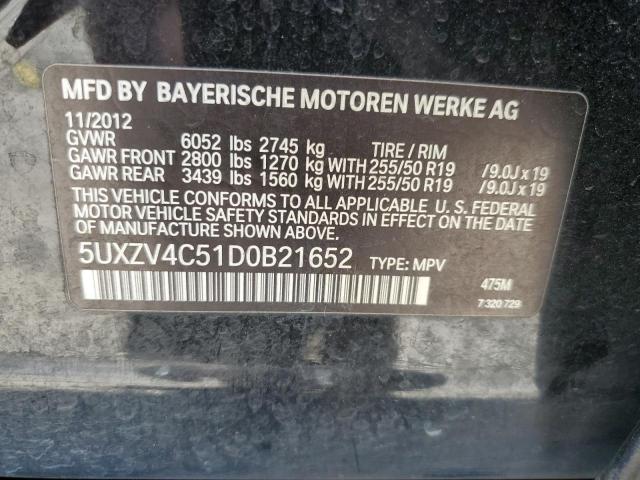 MFD BY BAYERISCHE MOTOREN WERKE AG
11/2012
GVWR 6052 lbs 2745 kg TIRE / RIM
GAWR FRONT 2800 lbs 1270 kg WITH 255/50 R19 /9.0J x 19
GAWR REAR 3439 lbs 1560 kg WITH 255/50 R19 /9.0J x 19
THIS VEHICLE CONFORMS TO ALL APPLICABLE U. S. FEDERAL
MOTOR VEHICLE SAFETY STANDARDS IN EFFECT ON THE DATE
OF MANUFACTURE SHOWN ABOVE.
5UXZV4C51D0B21652 TYPE: MPV
475M
7 320 729